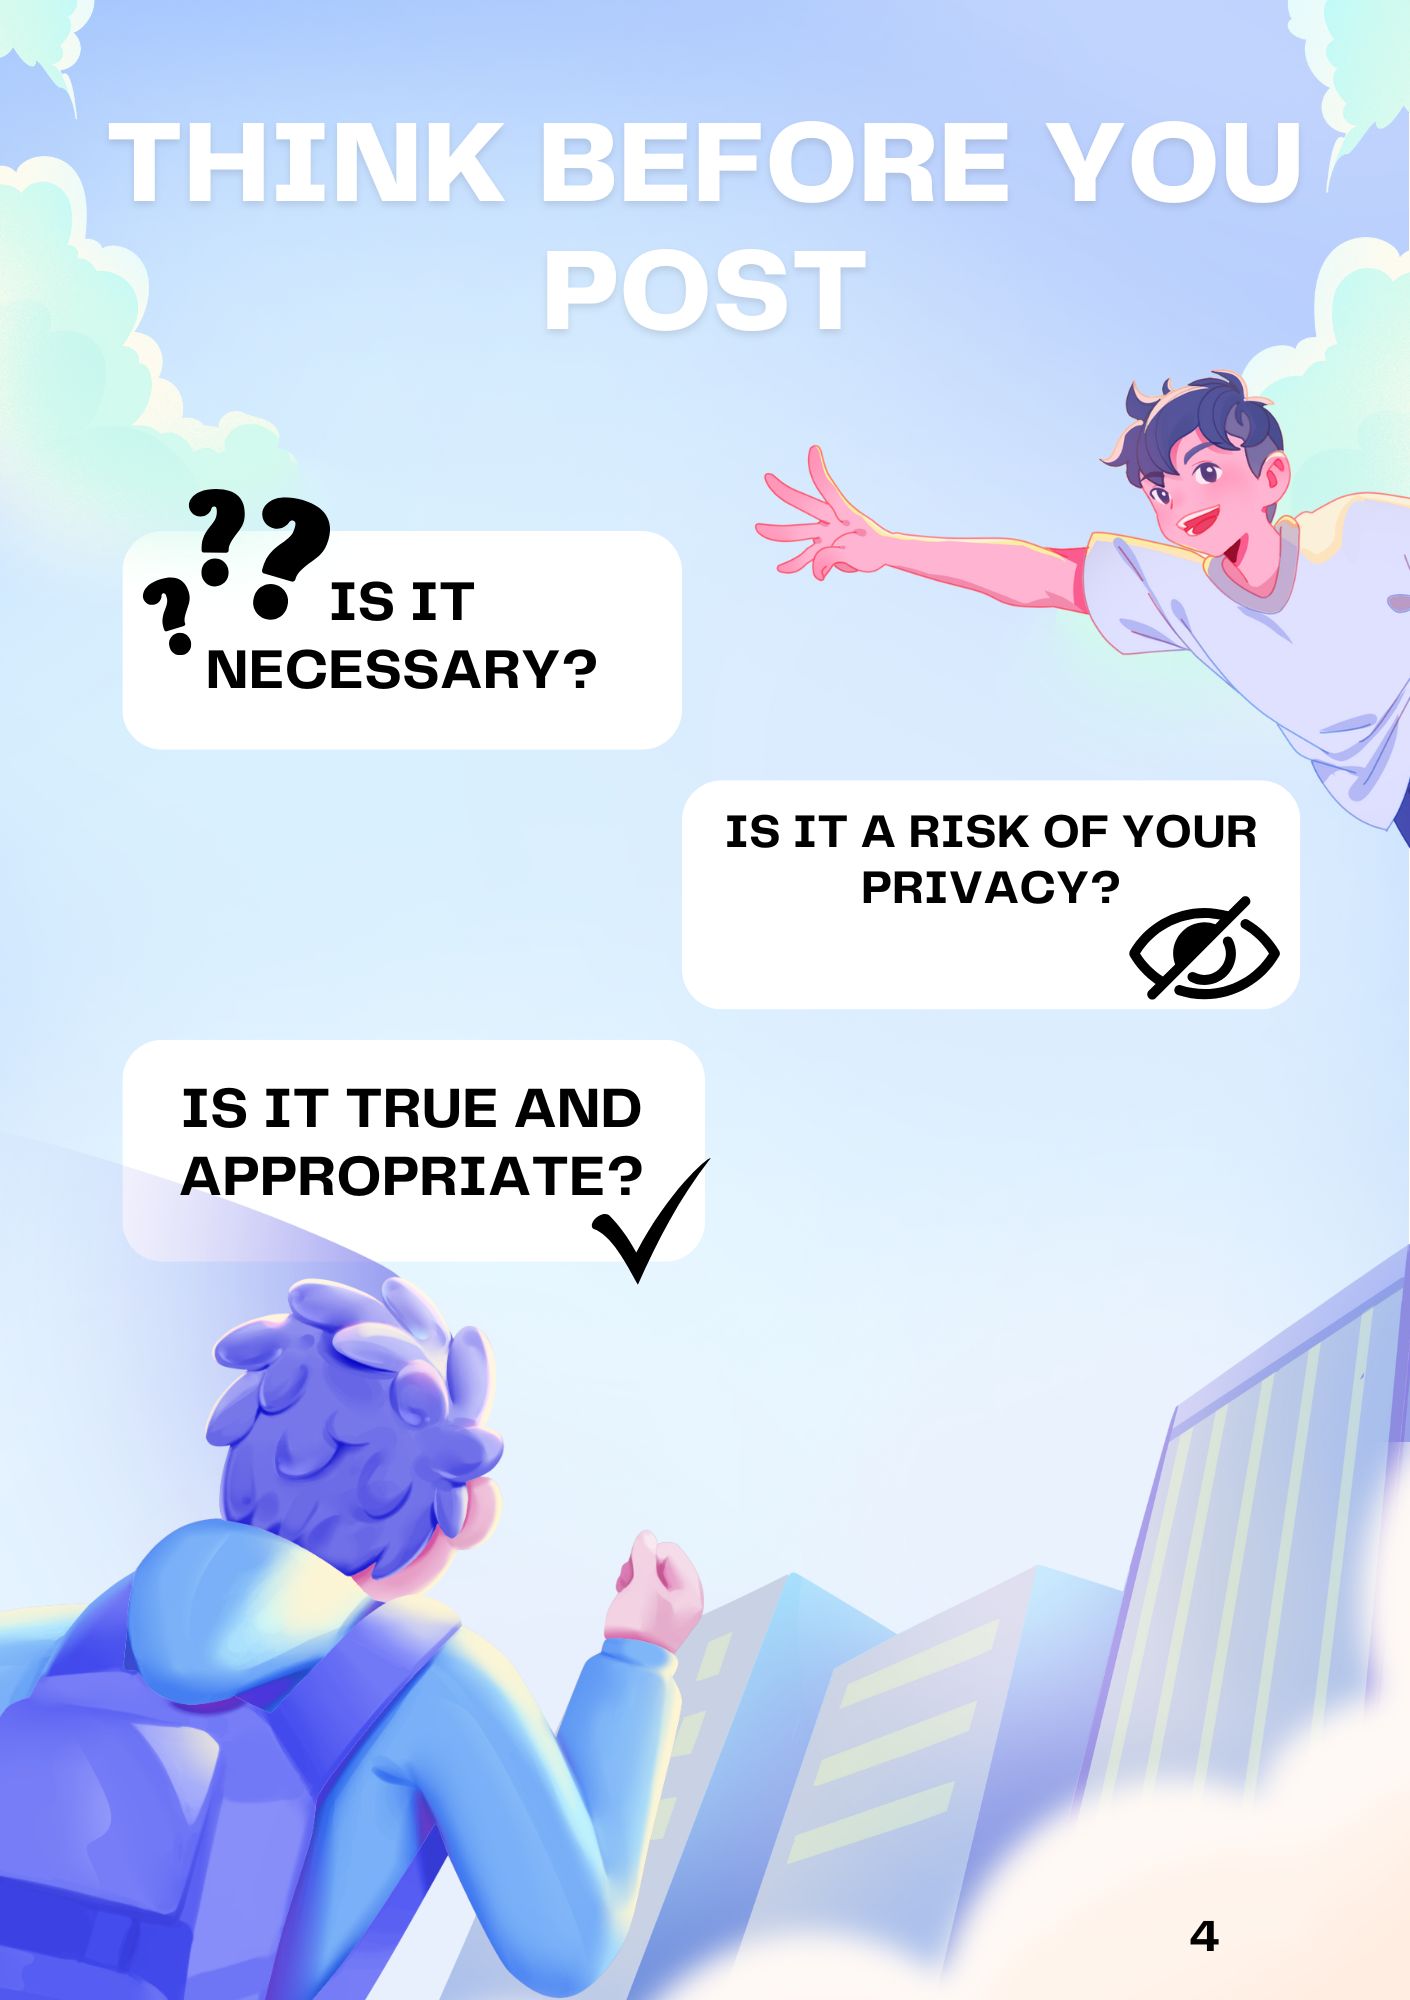 THINK BEFORE YOU
POST
???
IS IT
NECESSARY?
IS IT A RISK OF YOUR
PRIVACY?
IS IT TRUE AND
APPROPRIATE?
4